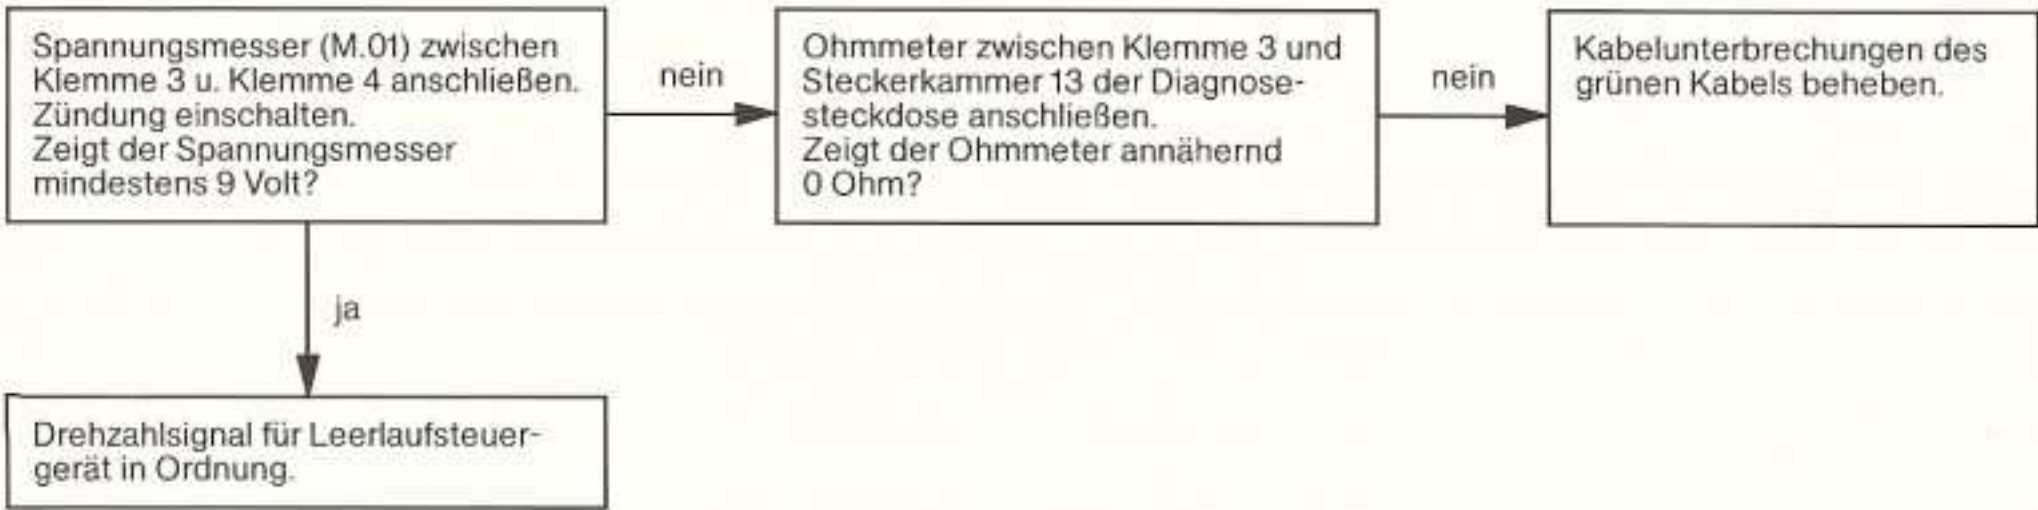 Spannungsmesser (M.01) zwischen
Klemme 3 u. Klemme 4 anschließen.
Zündung einschalten.
Zeigt der Spannungsmesser
mindestens 9 Volt?
nein
Ohmmeter zwischen Klemme 3 und
Steckerkammer 13 der Diagnose-
steckdose anschließen.
Zeigt der Ohmmeter annähernd
0 Ohm?
nein
Kabelunterbrechungen des
grünen Kabels beheben.
ja
Drehzahlsignal für Leerlaufsteuer-
gerät in Ordnung.